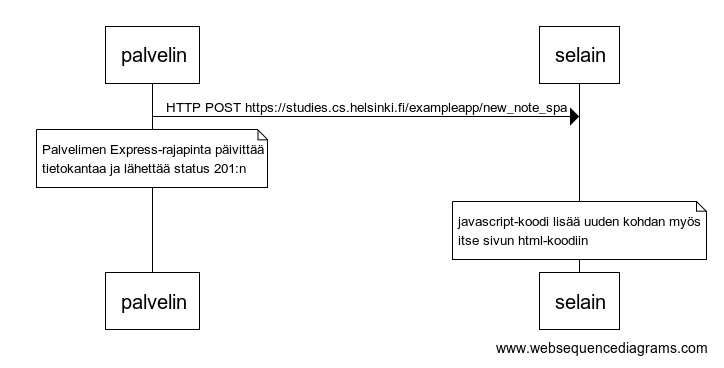 palvelin
selain
HTTP POST https://studies.cs.helsinki.fi/exampleapp/new_note_spa
Palvelimen Express-rajapinta päivittää
tietokantaa ja lähettää status 201:n
javascript-koodi lisää uuden kohdan myös
itse sivun html-koodiin
palvelin
selain
www.websequencediagrams.com